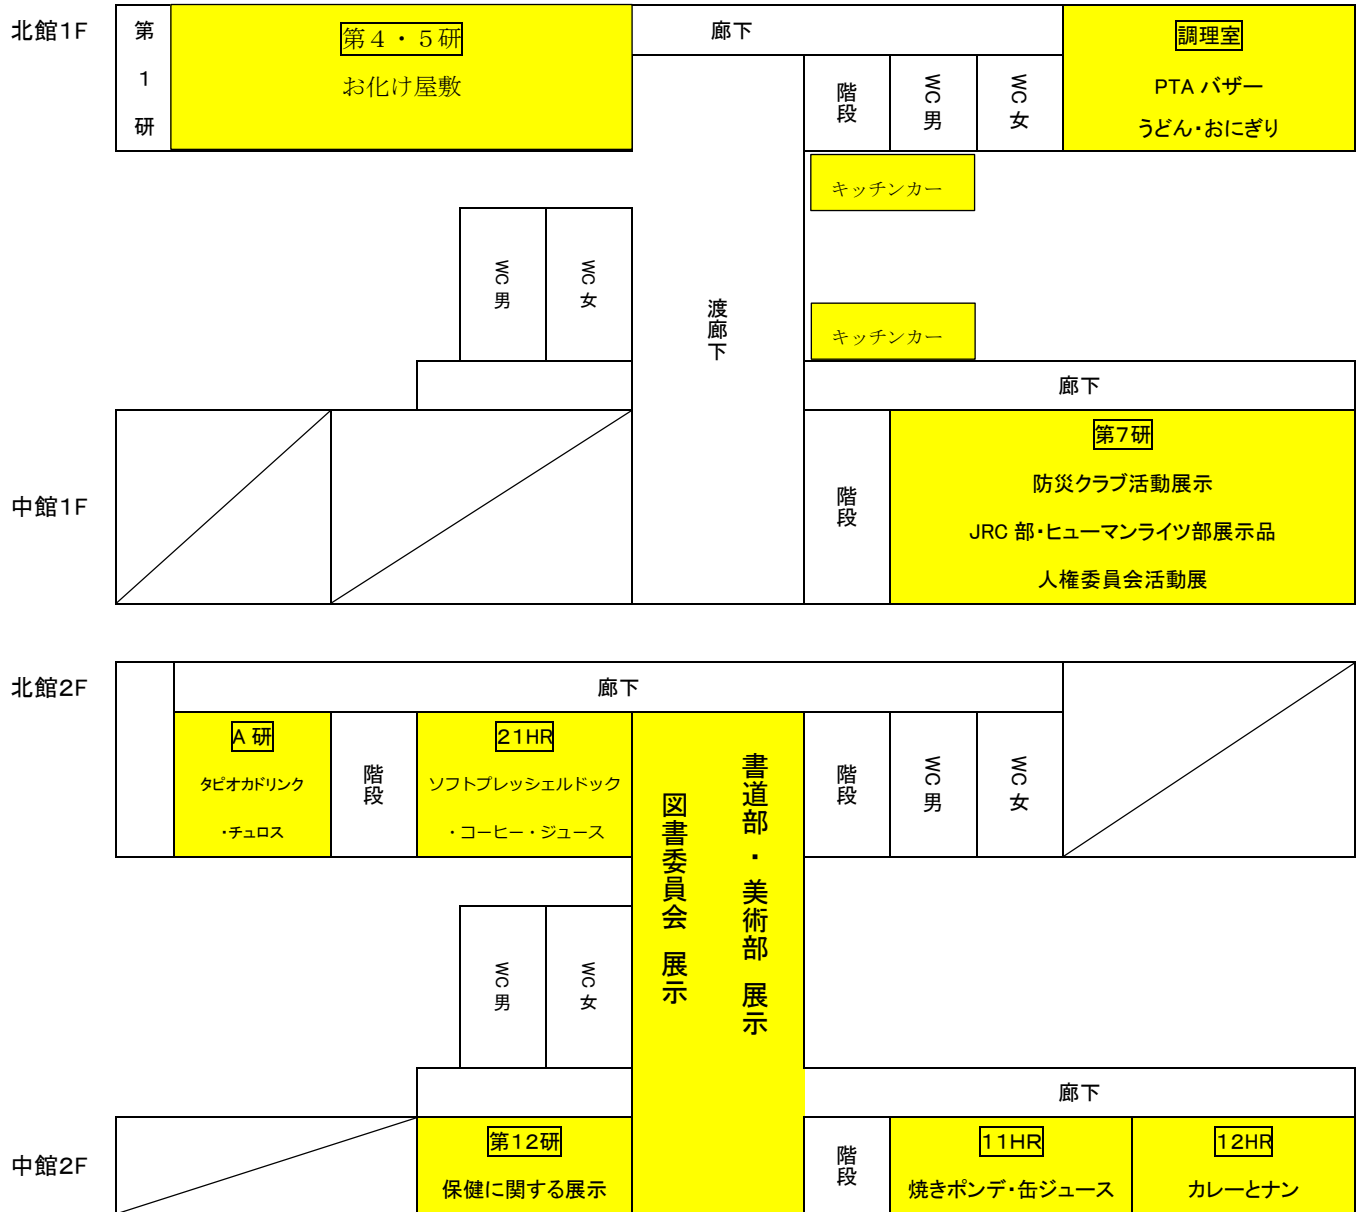 北館1F
第
1
研
第4・5研
お化け屋敷
廊下
階段
WC男
WC女
調理室
PTA バザー
うどん・おにぎり
キッチンカー
WC男
WC女
渡廊下
キッチンカー
廊下
中館1F
階段
第7研
防災クラブ活動展示
JRC 部・ヒューマンライツ部展示品
人権委員会活動展
北館2F
廊下
A 研
タピオカドリンク
・チュロス
階段
21HR
ソフトプレッシェルドック
・コーヒー・ジュース
書道部・美術部 展示
図書委員会 展示
階段
WC男
WC女
WC男
WC女
廊下
中館2F
第12研
保健に関する展示
階段
11HR
焼きポンデ・缶ジュース
12HR
カレーとナン